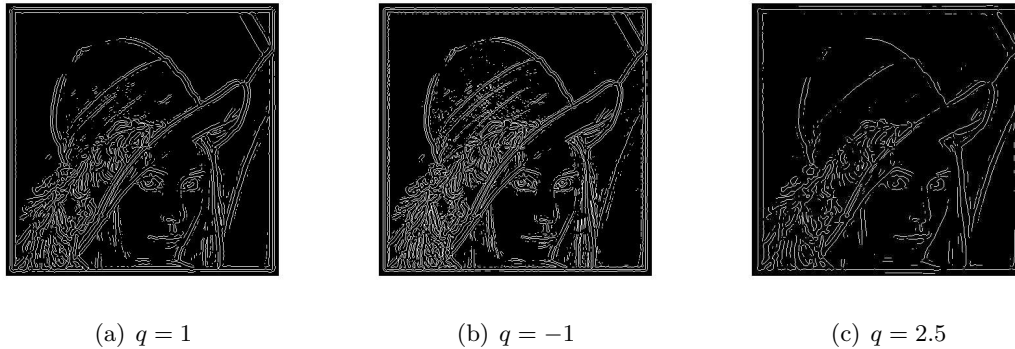 (a) q = 1
(b) q = −1
(c) q = 2.5